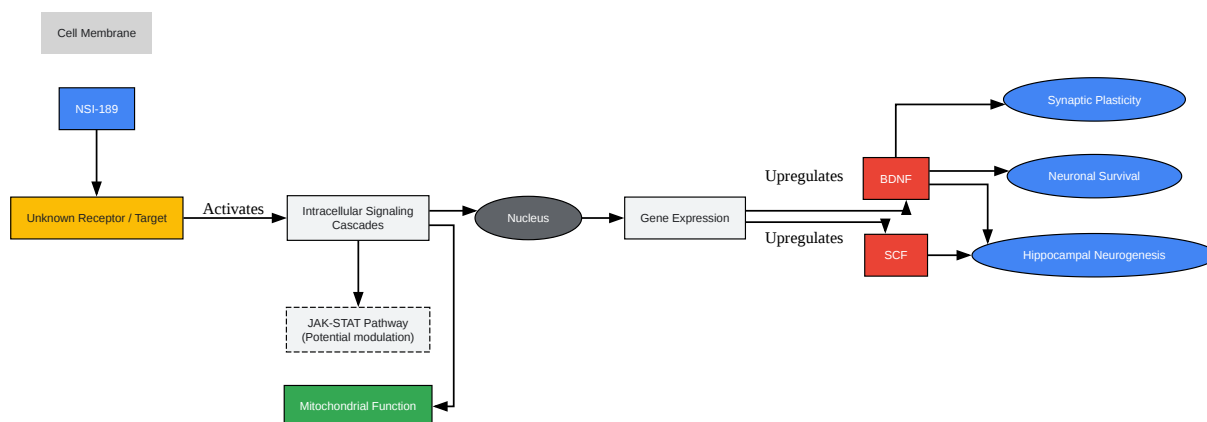 Cell Membrane
NSI-189
Unknown Receptor / Target
Activates
Intracellular Signaling
Cascades
JAK-STAT Pathway
(Potential modulation)
Mitochondrial Function
Nucleus
Gene Expression
Upregulates
Upregulates
BDNF
SCF
Synaptic Plasticity
Neuronal Survival
Hippocampal Neurogenesis